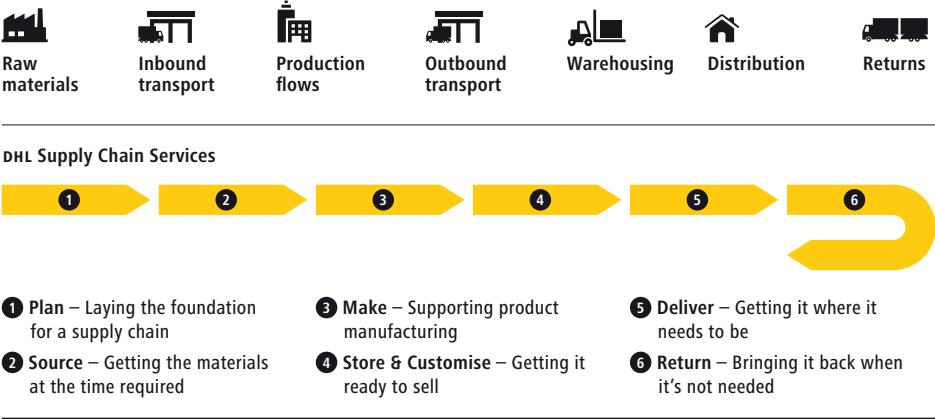 Raw
materials
Inbound
transport
Production
flows
Outbound
transport
Warehousing
Distribution
Returns
DHL Supply Chain Services
1
2
3
4
5
6
1 Plan – Laying the foundation
for a supply chain
2 Source – Getting the materials
at the time required
3 Make – Supporting product
manufacturing
4 Store & Customise – Getting it
ready to sell
5 Deliver – Getting it where it
needs to be
6 Return – Bringing it back when
it’s not needed